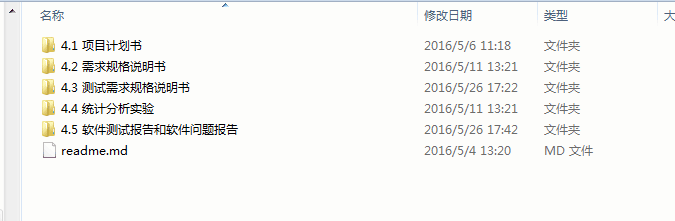 名称 修改日期 类型 大
4.1 项目计划书 2016/5/6 11:18 文件夹
4.2 需求规格说明书 2016/5/11 13:21 文件夹
4.3 测试需求规格说明书 2016/5/26 17:22 文件夹
4.4 统计分析实验 2016/5/11 13:21 文件夹
4.5 软件测试报告和软件问题报告 2016/5/26 17:42 文件夹
readme.md 2016/5/4 13:20 MD 文件